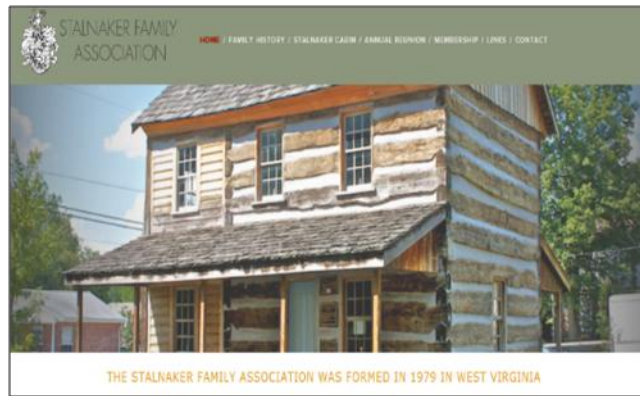 STALNAKER FAMILY
ASSOCIATION
HOME / FAMILY HISTORY / STALNAKER CABIN / ANNUAL REUNION / MEMBERSHIP / LINKS / CONTACT
THE STALNAKER FAMILY ASSOCIATION WAS FORMED IN 1979 IN WEST VIRGINIA